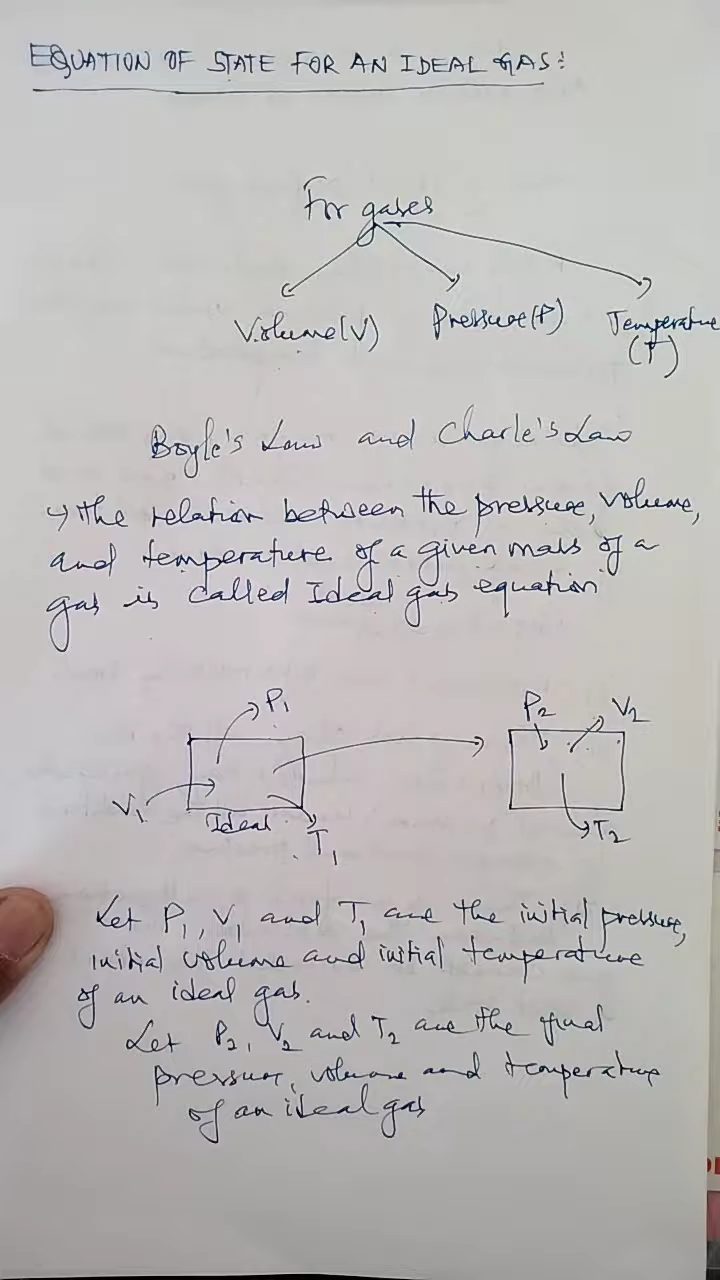 EQUATION OF STATE FOR AN IDEAL GAS:
For gases
Volume(V) Pressure(P) Temperature
(T)
Boyle's Law and Charle's Law
↪ the relation between the pressure, volume,
and temperature of a given mass of a
gas is called Ideal gas equation
P₁ P₂ V₂
V₁ Ideal T₁ T₂
Let P₁, V₁ and T₁ are the initial pressure,
initial volume and initial temperature
of an ideal gas.
Let P₂, V₂ and T₂ are the final
pressure, volume and temperature
of an ideal gas